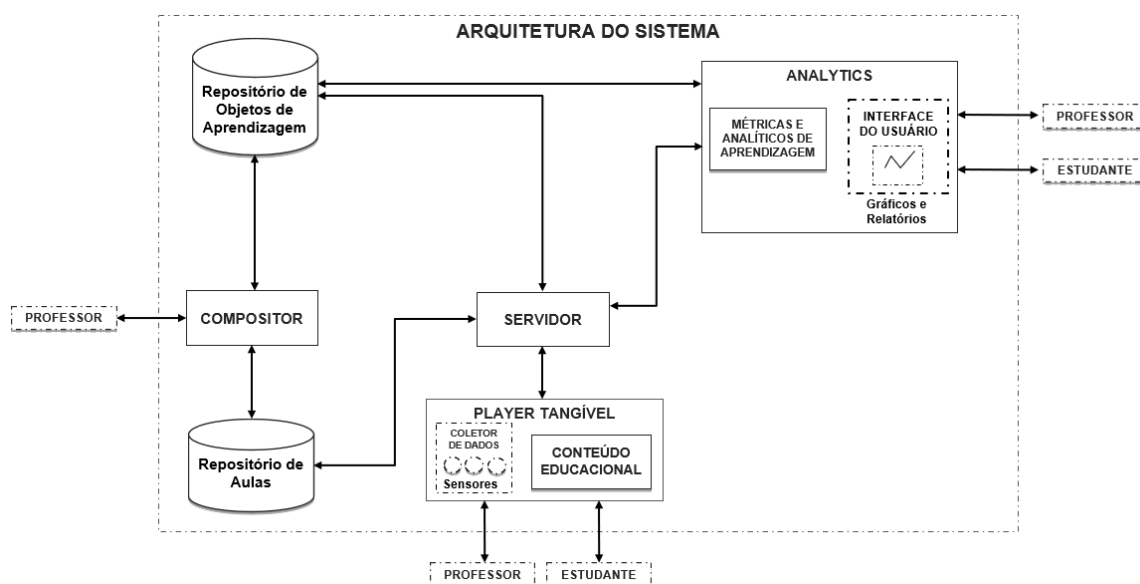 ARQUITETURA DO SISTEMA
Repositório de
Objetos de
Aprendizagem
ANALYTICS
MÉTRICAS E
ANALÍTICOS DE
APRENDIZAGEM
INTERFACE
DO USUÁRIO
Gráficos e
Relatórios
PROFESSOR
ESTUDANTE
PROFESSOR
COMPOSITOR
SERVIDOR
PLAYER TANGÍVEL
COLETOR
DE DADOS
Sensores
CONTEÚDO
EDUCACIONAL
Repositório de
Aulas
PROFESSOR
ESTUDANTE